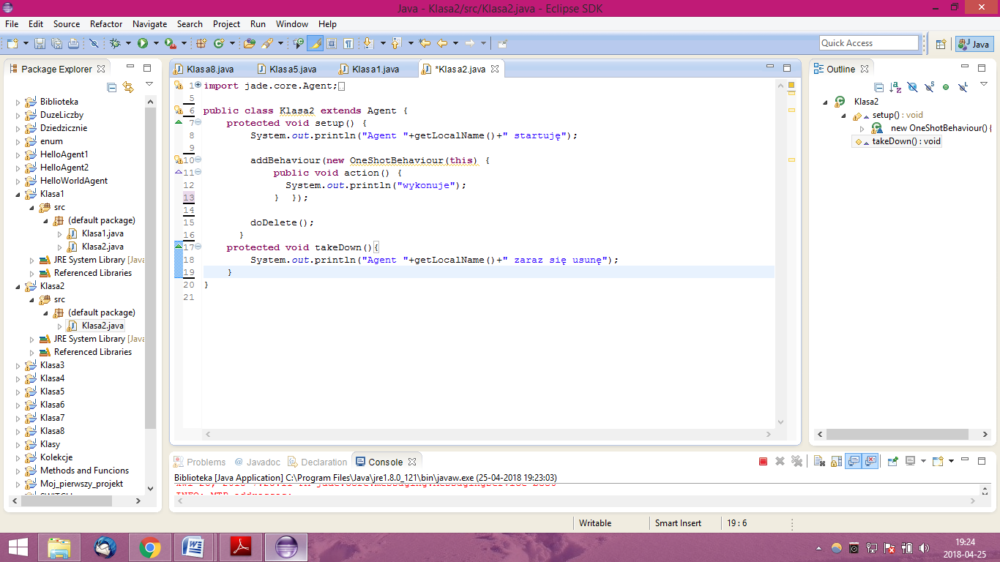 Java - Klasa2/src/Klasa2.java - Eclipse SDK
File Edit Source Refactor Navigate Search Project Run Window Help
Quick Access
Java
Package Explorer
Biblioteka
DuzeLiczby
Dziedzicznie
enum
HelloAgent1
HelloAgent2
HelloWorldAgent
Klasa1
src
(default package)
Klasa1.java
Klasa2.java
JRE System Library [Java
Referenced Libraries
Klasa2
src
(default package)
Klasa2.java
JRE System Library [Java
Referenced Libraries
Klasa3
Klasa4
Klasa5
Klasa6
Klasa7
Klasa8
Klasy
Kolekcje
Methods and Funcions
Moj_pierwszy_projekt
SWITCH
Klasa8.java Klasa5.java Klasa1.java *Klasa2.java
1 import jade.core.Agent;
5
6 public class Klasa2 extends Agent {
7 protected void setup() {
8 System.out.println("Agent "+getLocalName()+" startuję");
9
10 addBehaviour(new OneShotBehaviour(this) {
11 public void action() {
12 System.out.println("wykonuje");
13 } });
14
15 doDelete();
16 }
17 protected void takeDown(){
18 System.out.println("Agent "+getLocalName()+" zaraz się usunę");
19 }
20 }
21
Outline
Klasa2
setup() : void
new OneShotBehaviour() {
takeDown() : void
Problems @ Javadoc Declaration Console
Biblioteka [Java Application] C:\Program Files\Java\jre1.8.0_121\bin\javaw.exe (25-04-2018 19:23:03)
INFO: MTP addresses:
Writable Smart Insert 19 : 6
19:24
2018-04-25